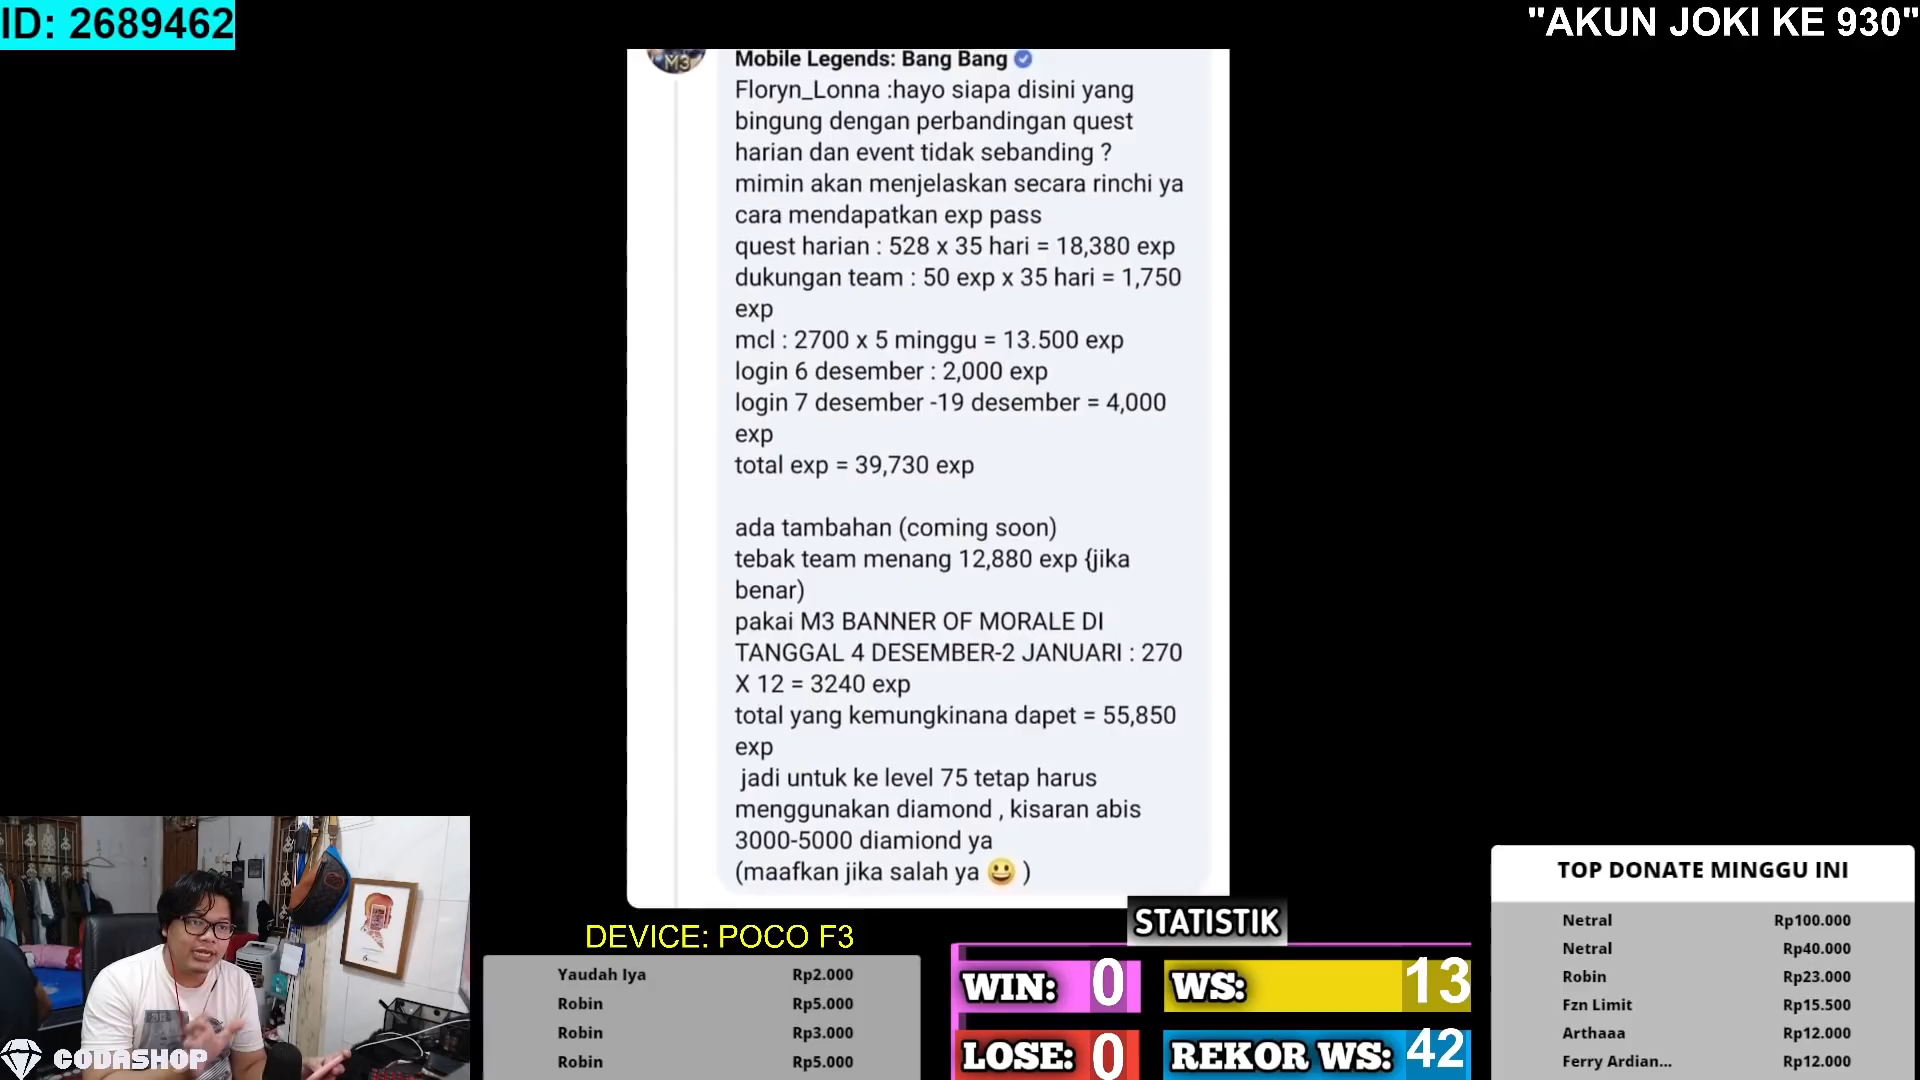 ID: 2689462
"AKUN JOKI KE 930"
M3
Mobile Legends: Bang Bang
Floryn_Lonna :hayo siapa disini yang
bingung dengan perbandingan quest
harian dan event tidak sebanding ?
mimin akan menjelaskan secara rinchi ya
cara mendapatkan exp pass
quest harian : 528 x 35 hari = 18,380 exp
dukungan team : 50 exp x 35 hari = 1,750
exp
mcl : 2700 x 5 minggu = 13.500 exp
login 6 desember : 2,000 exp
login 7 desember -19 desember = 4,000
exp
total exp = 39,730 exp
ada tambahan (coming soon)
tebak team menang 12,880 exp {jika
benar)
pakai M3 BANNER OF MORALE DI
TANGGAL 4 DESEMBER-2 JANUARI : 270
X 12 = 3240 exp
total yang kemungkinana dapet = 55,850
exp
jadi untuk ke level 75 tetap harus
menggunakan diamond , kisaran abis
3000-5000 diamiond ya
(maafkan jika salah ya 😀 )
CODASHOP
DEVICE: POCO F3
Yaudah Iya Rp2.000
Robin Rp5.000
Robin Rp3.000
Robin Rp5.000
STATISTIK
WIN: 0
WS: 13
LOSE: 0
REKOR WS: 42
TOP DONATE MINGGU INI
Netral Rp100.000
Netral Rp40.000
Robin Rp23.000
Fzn Limit Rp15.500
Arthaaa Rp12.000
Ferry Ardian... Rp12.000